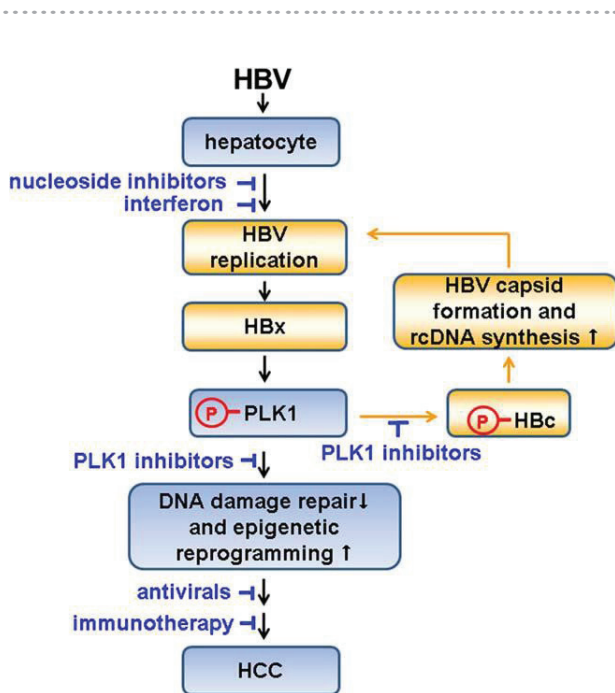 HBV
hepatocyte
nucleoside inhibitors
interferon
HBV
replication
HBV capsid
formation and
rcDNA synthesis ↑
HBx
P PLK1
P HBc
PLK1 inhibitors
PLK1 inhibitors
DNA damage repair↓
and epigenetic
reprogramming ↑
antivirals
immunotherapy
HCC